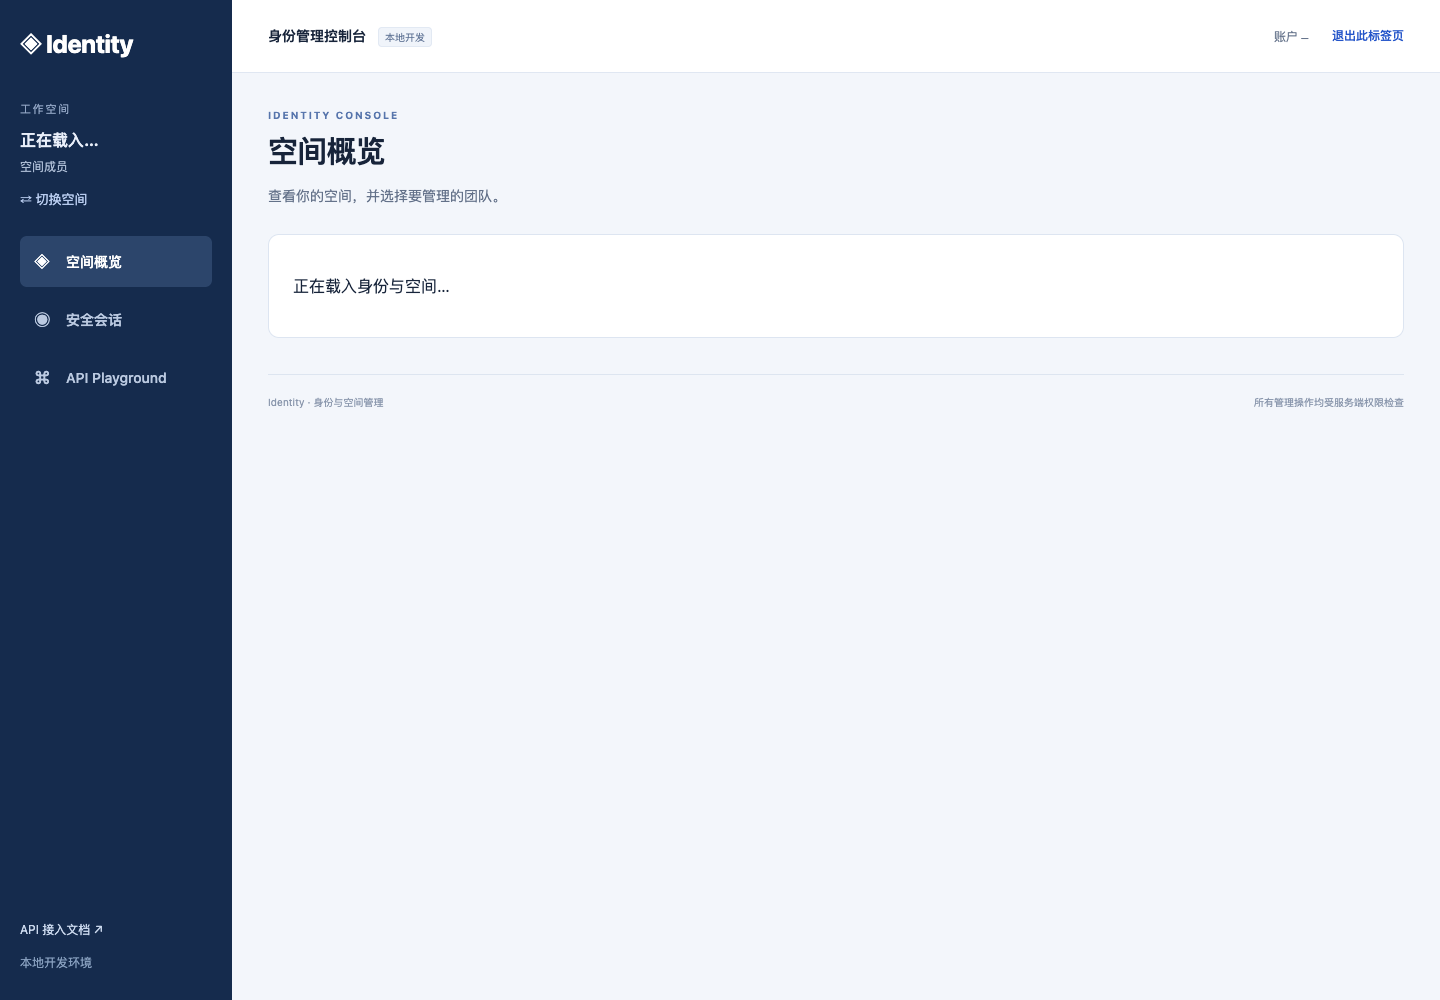 Identity
工作空间
正在载入...
空间成员
⇄ 切换空间
空间概览
安全会话
⌘ API Playground
API 接入文档 ↗
本地开发环境
身份管理控制台 本地开发
账户 — 退出此标签页
IDENTITY CONSOLE
空间概览
查看你的空间，并选择要管理的团队。
正在载入身份与空间...
Identity · 身份与空间管理
所有管理操作均受服务端权限检查